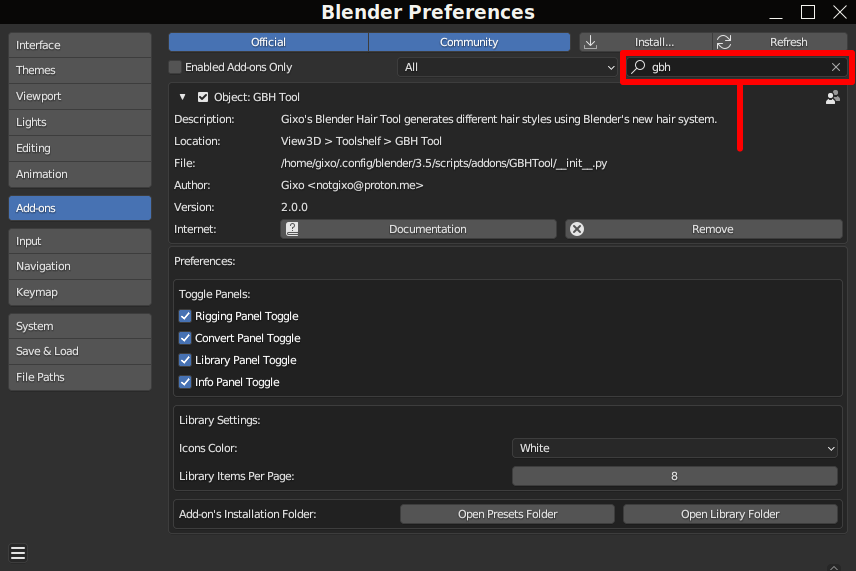 Blender Preferences
Interface
Themes
Viewport
Lights
Editing
Animation
Add-ons
Input
Navigation
Keymap
System
Save & Load
File Paths
Official Community Install... Refresh
Enabled Add-ons Only All gbh
Object: GBH Tool
Description: Gixo's Blender Hair Tool generates different hair styles using Blender's new hair system.
Location: View3D > Toolshelf > GBH Tool
File: /home/gixo/.config/blender/3.5/scripts/addons/GBHTool/__init__.py
Author: Gixo <notgixo@proton.me>
Version: 2.0.0
Internet: Documentation Remove
Preferences:
Toggle Panels:
Rigging Panel Toggle
Convert Panel Toggle
Library Panel Toggle
Info Panel Toggle
Library Settings:
Icons Color: White
Library Items Per Page: 8
Add-on's Installation Folder: Open Presets Folder Open Library Folder